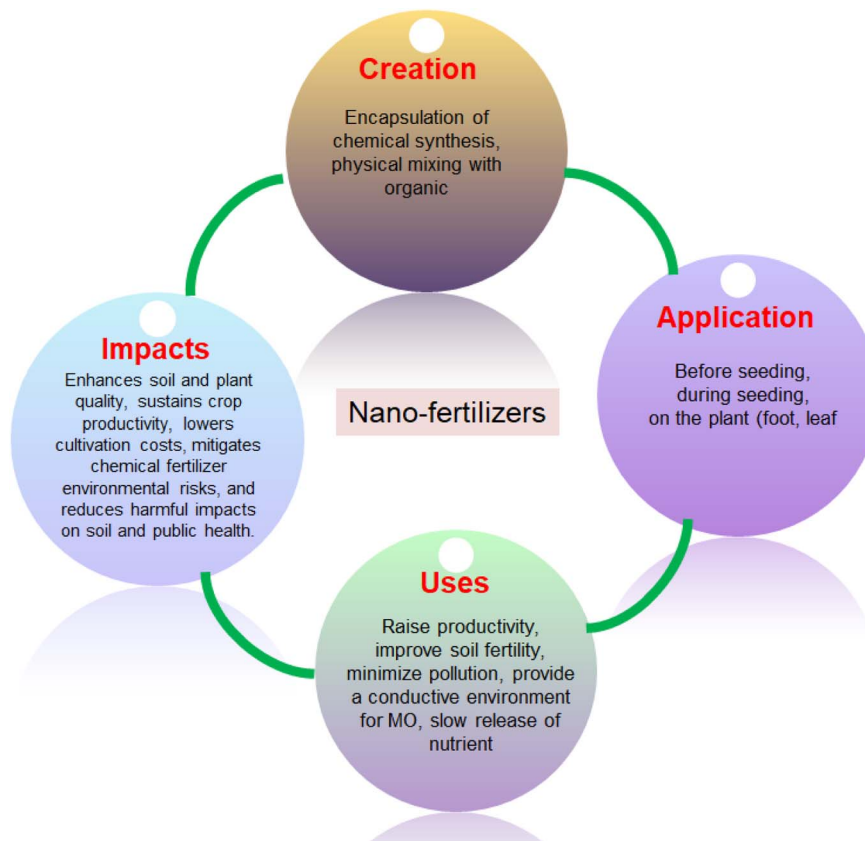 Creation
Encapsulation of
chemical synthesis,
physical mixing with
organic
Application
Before seeding,
during seeding,
on the plant (foot, leaf
Nano-fertilizers
Impacts
Enhances soil and plant
quality, sustains crop
productivity, lowers
cultivation costs, mitigates
chemical fertilizer
environmental risks, and
reduces harmful impacts
on soil and public health.
Uses
Raise productivity,
improve soil fertility,
minimize pollution, provide
a conductive environment
for MO, slow release of
nutrient